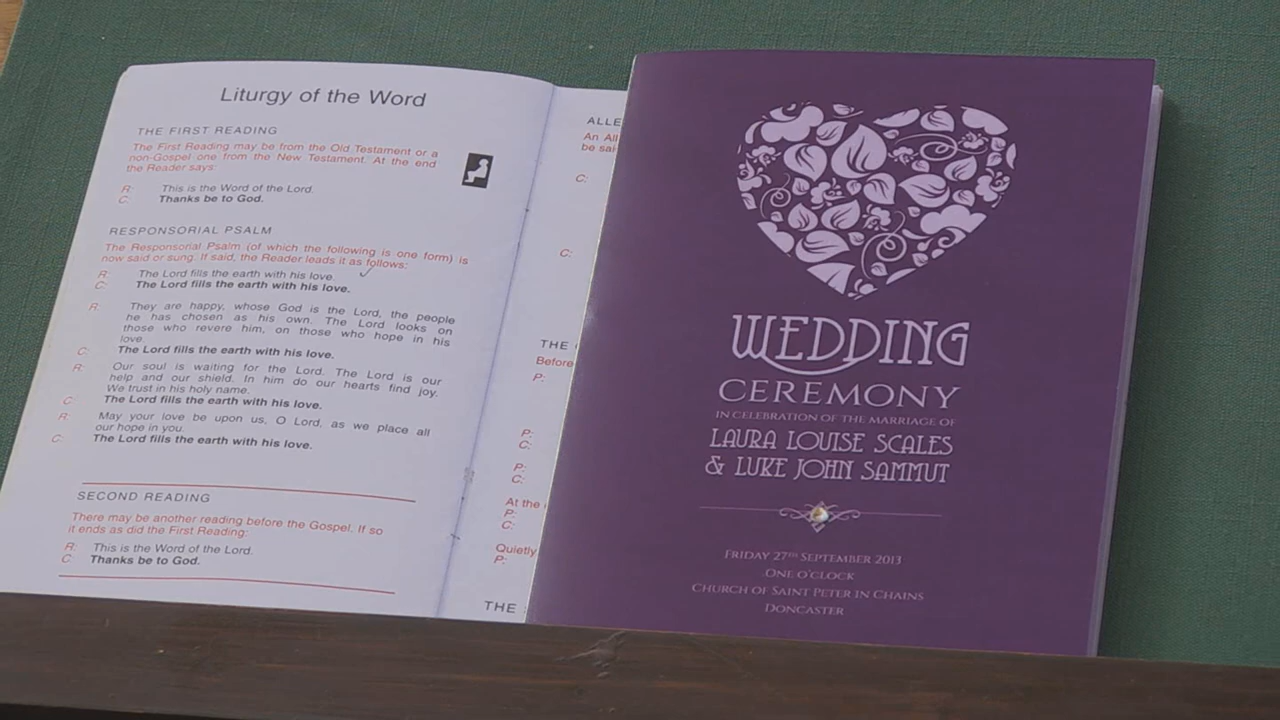 Liturgy of the Word
THE FIRST READING
The First Reading may be from the Old Testament or a
non-Gospel one from the New Testament. At the end
the Reader says:
R: This is the Word of the Lord.
C: Thanks be to God.
RESPONSORIAL PSALM
The Responsorial Psalm (of which the following is one form) is
now said or sung. If said, the Reader leads it as follows:
R: The Lord fills the earth with his love.
C: The Lord fills the earth with his love.
R: They are happy, whose God is the Lord, the people
he has chosen as his own. The Lord looks on
those who revere him, on those who hope in his
love.
C: The Lord fills the earth with his love.
R: Our soul is waiting for the Lord. The Lord is our
help and our shield. In him do our hearts find joy.
We trust in his holy name.
C: The Lord fills the earth with his love.
R: May your love be upon us, O Lord, as we place all
our hope in you.
C: The Lord fills the earth with his love.
SECOND READING
There may be another reading before the Gospel. If so
it ends as did the First Reading:
R: This is the Word of the Lord.
C: Thanks be to God.
ALLE
An All
be sai
C:
C:
THE
Before
P:
P:
C:
P:
C:
At the
P:
C:
Quietly
P:
THE
WEDDING
CEREMONY
IN CELEBRATION OF THE MARRIAGE OF
LAURA LOUISE SCALES
& LUKE JOHN SAMMUT
FRIDAY 27TH SEPTEMBER 2013
ONE O'CLOCK
CHURCH OF SAINT PETER IN CHAINS
DONCASTER